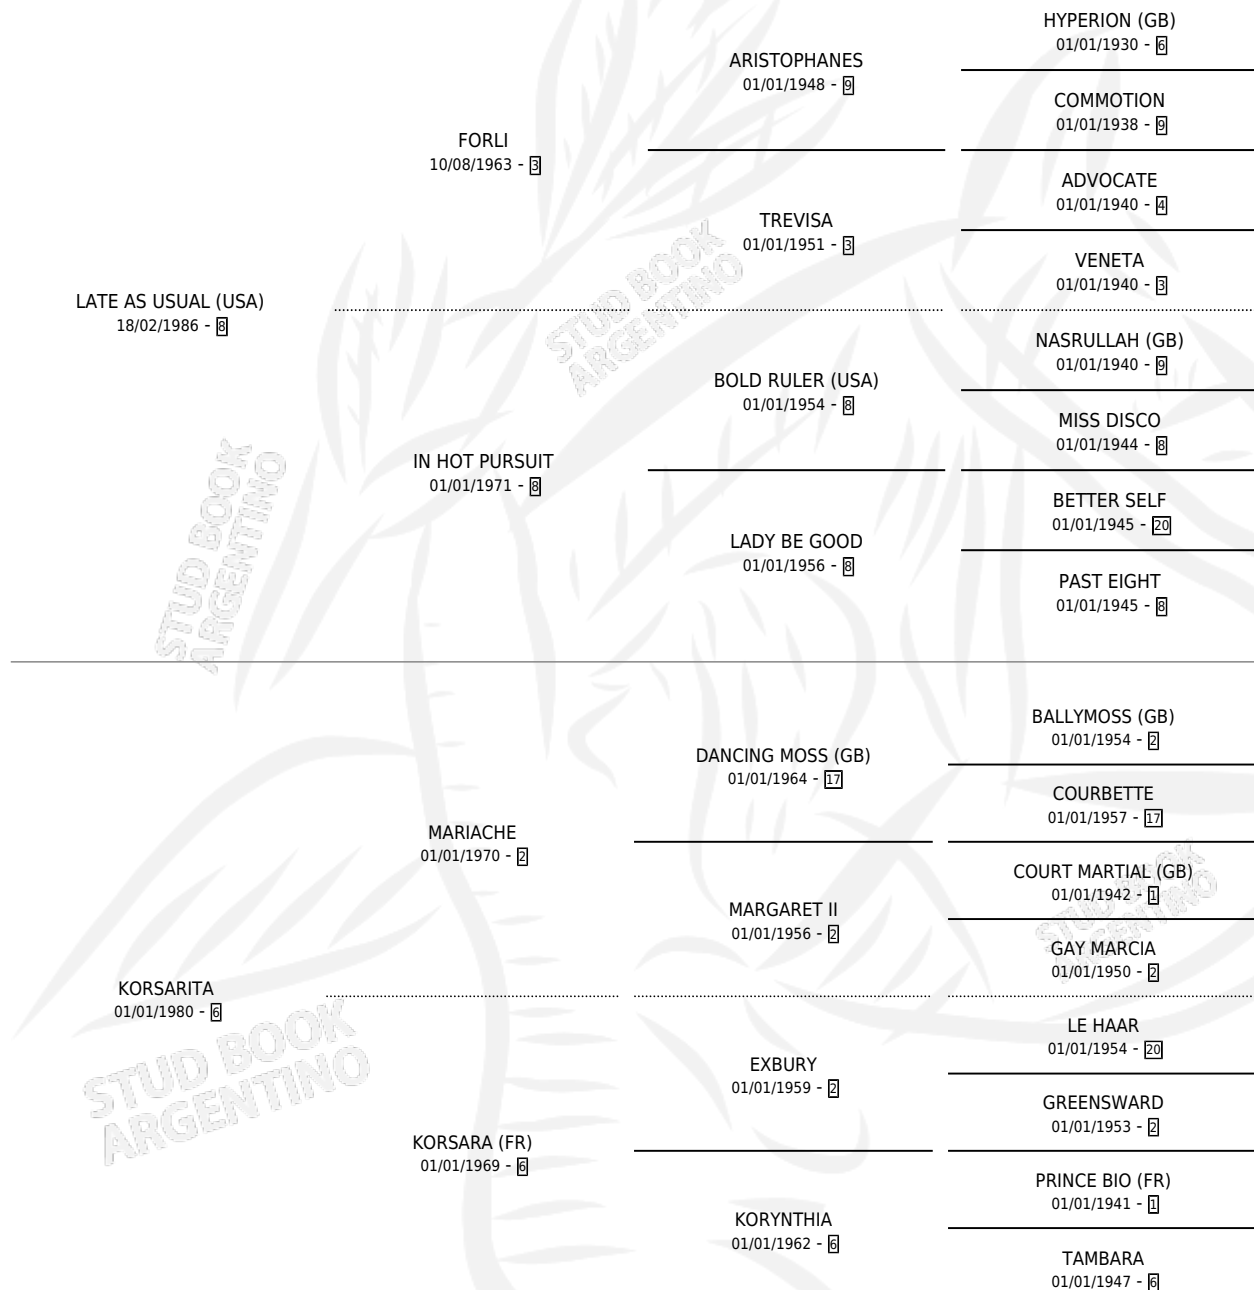 HYPERION (GB)
01/01/1930 - 6
ARISTOPHANES
01/01/1948 - 9
COMMOTION
01/01/1938 - 9
FORLI
10/08/1963 - 3
ADVOCATE
01/01/1940 - 4
TREVISA
01/01/1951 - 3
VENETA
01/01/1940 - 3
LATE AS USUAL (USA)
18/02/1986 - 8
NASRULLAH (GB)
01/01/1940 - 9
BOLD RULER (USA)
01/01/1954 - 8
MISS DISCO
01/01/1944 - 8
IN HOT PURSUIT
01/01/1971 - 8
BETTER SELF
01/01/1945 - 20
LADY BE GOOD
01/01/1956 - 8
PAST EIGHT
01/01/1945 - 8
BALLYMOSS (GB)
01/01/1954 - 2
DANCING MOSS (GB)
01/01/1964 - 17
COURBETTE
01/01/1957 - 17
MARIACHE
01/01/1970 - 2
COURT MARTIAL (GB)
01/01/1942 - 1
MARGARET II
01/01/1956 - 2
GAY MARCIA
01/01/1950 - 2
KORSARITA
01/01/1980 - 6
LE HAAR
01/01/1954 - 20
EXBURY
01/01/1959 - 2
GREENSWARD
01/01/1953 - 2
KORSARA (FR)
01/01/1969 - 6
PRINCE BIO (FR)
01/01/1941 - 1
KORYNTHIA
01/01/1962 - 6
TAMBARA
01/01/1947 - 6
STUD BOOK
ARGENTINO
STUD BOOK
ARGENTINO
STUD BOOK
ARGENTINO
STUD BOOK
ARGENTINO